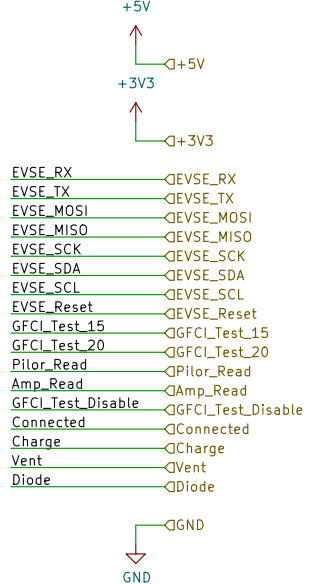 +5V
+5V
+3V3
+3V3
EVSE_RX EVSE_RX
EVSE_TX EVSE_TX
EVSE_MOSI EVSE_MOSI
EVSE_MISO EVSE_MISO
EVSE_SCK EVSE_SCK
EVSE_SDA EVSE_SDA
EVSE_SCL EVSE_SCL
EVSE_Reset EVSE_Reset
GFCI_Test_15 GFCI_Test_15
GFCI_Test_20 GFCI_Test_20
Pilor_Read Pilor_Read
Amp_Read Amp_Read
GFCI_Test_Disable GFCI_Test_Disable
Connected Connected
Charge Charge
Vent Vent
Diode Diode
GND
GND